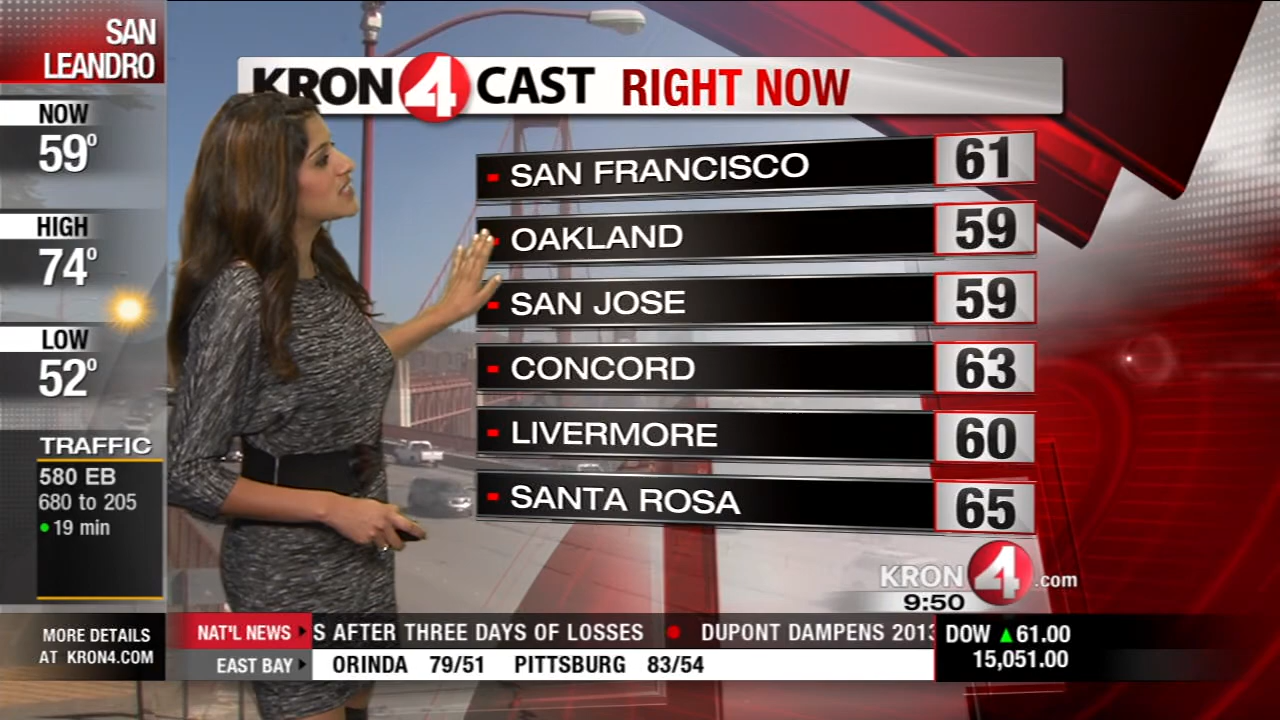 SAN
LEANDRO
NOW
59°
HIGH
74°
LOW
52°
TRAFFIC
580 EB
680 to 205
19 min
MORE DETAILS
AT KRON4.COM
KRON 4 CAST RIGHT NOW
SAN FRANCISCO 61
OAKLAND 59
SAN JOSE 59
CONCORD 63
LIVERMORE 60
SANTA ROSA 65
KRON 4 .com
9:50
NAT'L NEWS S AFTER THREE DAYS OF LOSSES • DUPONT DAMPENS 2013
EAST BAY ORINDA 79/51 PITTSBURG 83/54
DOW ▲61.00
15,051.00